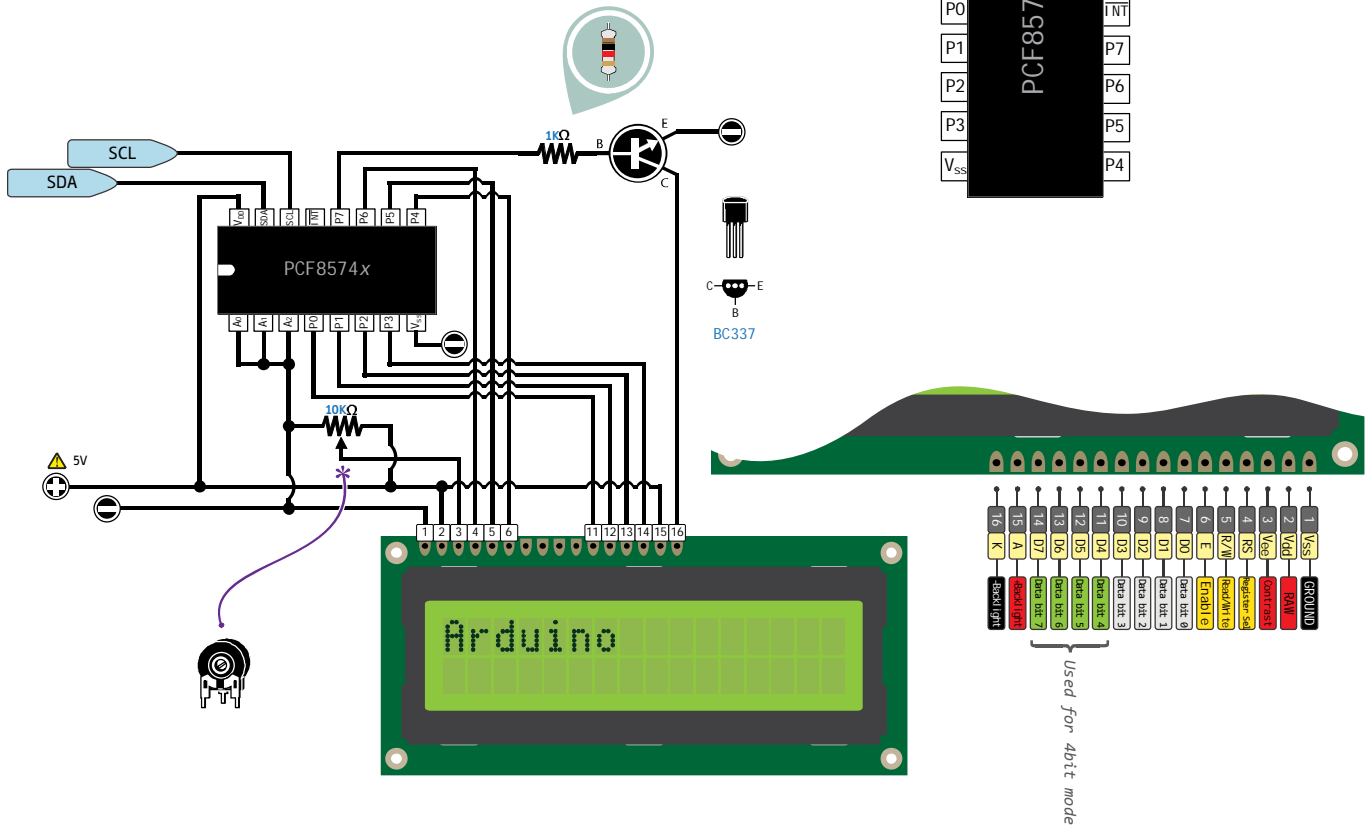 SCL
SDA
1KΩ
B
E
C
VDD
SDA
SCL
INT
P7
P6
P5
P4
PCF8574x
A0
A1
A2
P0
P1
P2
P3
VSS
C
E
B
BC337
10KΩ
*
5V
1
2
3
4
5
6
11
12
13
14
15
16
Arduino
P0
P1
P2
P3
VSS
PCF857
INT
P7
P6
P5
P4
16 K -Backlight
15 A +Backlight
14 D7 Data bit 7
13 D6 Data bit 6
12 D5 Data bit 5
11 D4 Data bit 4
10 D3 Data bit 3
9 D2 Data bit 2
8 D1 Data bit 1
7 D0 Data bit 0
6 E Enable
5 R/W Read/Write
4 RS Register Sel
3 Vee Contrast
2 Vdd RAW
1 Vss GROUND
Used for 4bit mode